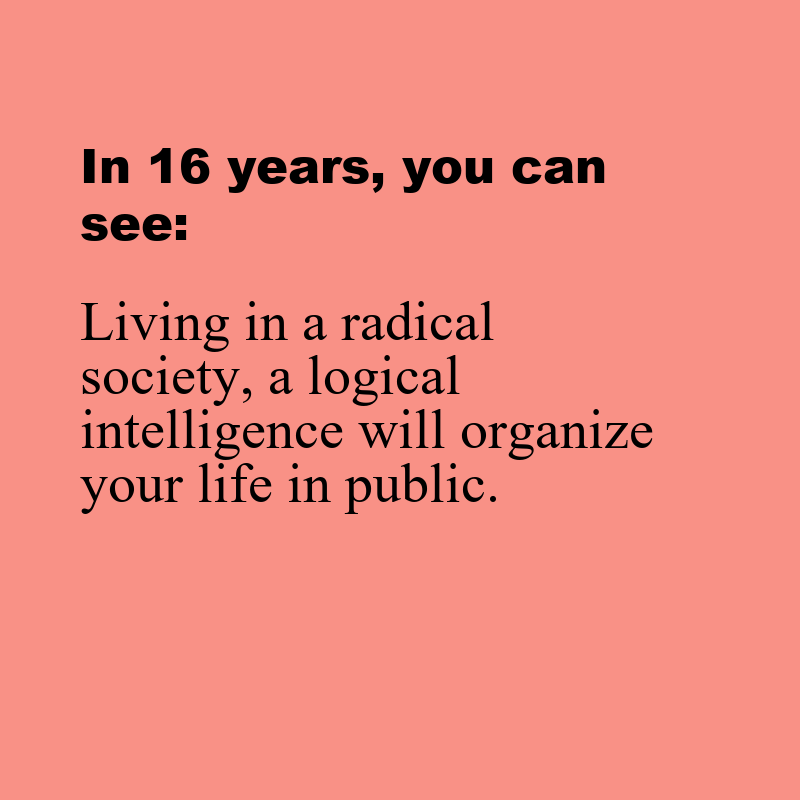 In 16 years, you can
see:
Living in a radical
society, a logical
intelligence will organize
your life in public.